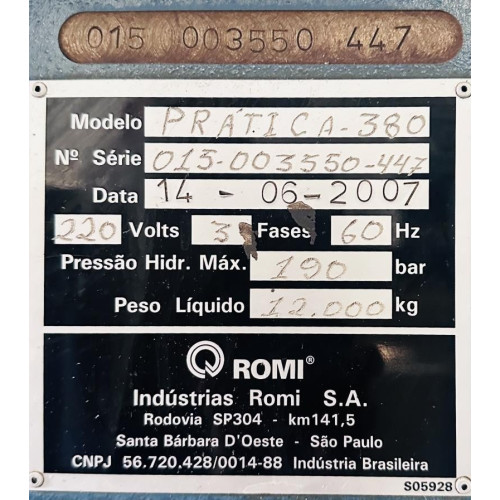 015 003550 447
Modelo PRÁTICA-380
Nº Série 015-003550-447
Data 14 - 06-2007
220 Volts 3 Fases 60 Hz
Pressão Hidr. Máx. 190 bar
Peso Líquido 12.000 kg
ROMI®
Indústrias Romi S.A.
Rodovia SP304 - km141,5
Santa Bárbara D'Oeste - São Paulo
CNPJ 56.720.428/0014-88 Indústria Brasileira
S05928